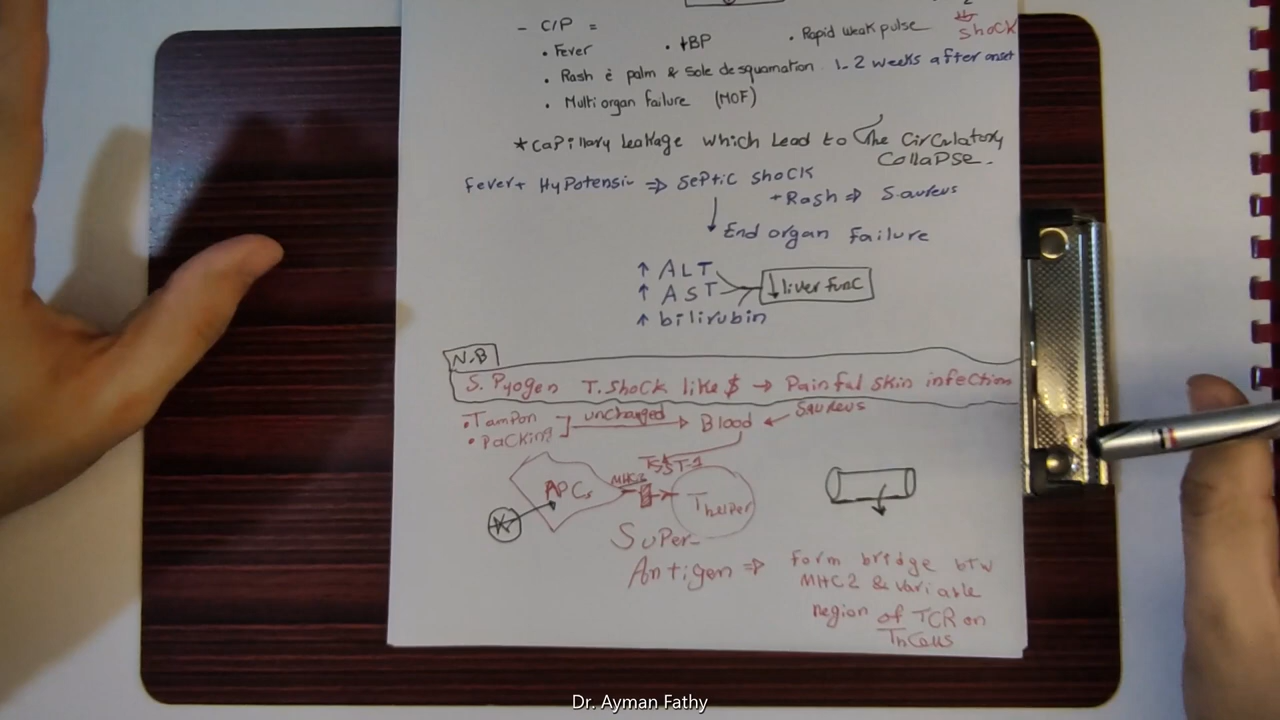 - C/P =
• Fever • ↓BP • Rapid weak pulse shock
• Rash è palm & Sole desquamation 1-2 weeks after onset
• Multi organ failure (MOF)
* Capillary leakage which lead to the Circulatory
Collapse.
Fever + HyPotensio ⇒ Septic shock
+ Rash ⇒ S.aureus
↓ End organ Failure
↑ ALT
↑ AST ↓ liver func
↑ bilirubin
N.B
S. Pyogen T. Shock like $ → Painful skin infection
• Tampon unchanged → Blood ← S.aureus
• Packing
TSST-1
APCs MHC2 T helper
Super-
Antigen ⇒ form bridge btw
MHC2 & variable
region of TCR on
Th Cells
Dr. Ayman Fathy